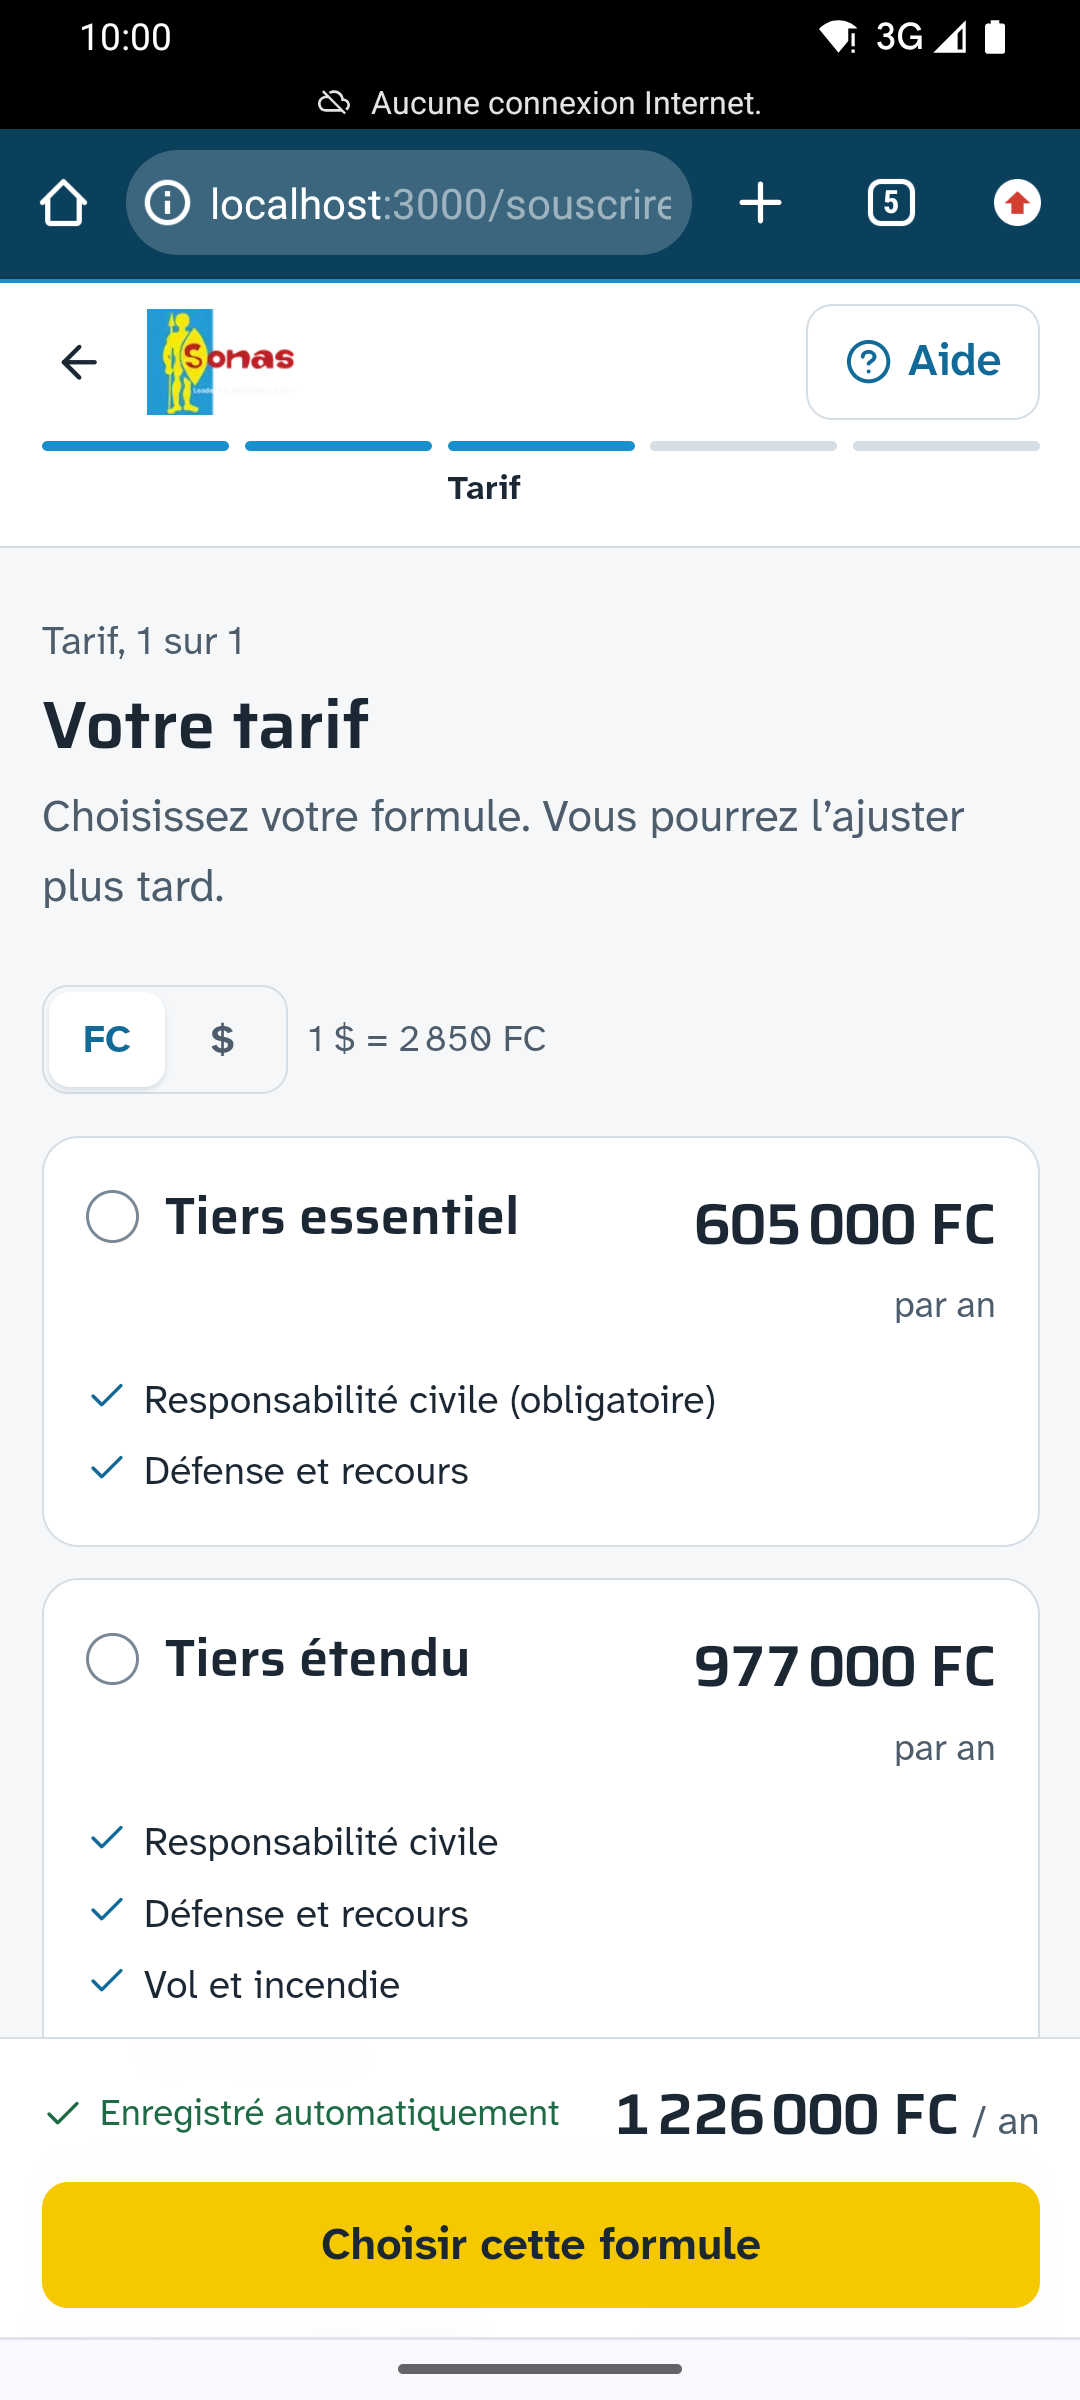 10:00
3G
Aucune connexion Internet.
localhost:3000/souscrire
5
Sonas
Aide
Tarif
Tarif, 1 sur 1
Votre tarif
Choisissez votre formule. Vous pourrez l’ajuster
plus tard.
FC $ 1 $ = 2 850 FC
Tiers essentiel 605 000 FC
par an
Responsabilité civile (obligatoire)
Défense et recours
Tiers étendu 977 000 FC
par an
Responsabilité civile
Défense et recours
Vol et incendie
Enregistré automatiquement 1 226 000 FC / an
Choisir cette formule